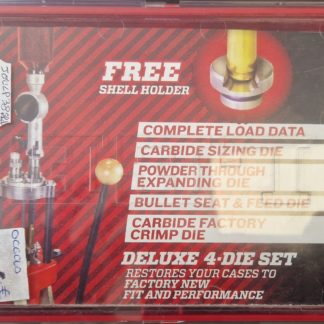 FREE
SHELL HOLDER
COMPLETE LOAD DATA
CARBIDE SIZING DIE
POWDER THROUGH
EXPANDING DIE
BULLET SEAT & FEED DIE
CARBIDE FACTORY
CRIMP DIE
DELUXE 4-DIE SET
RESTORES YOUR CASES TO
FACTORY NEW
FIT AND PERFORMANCE